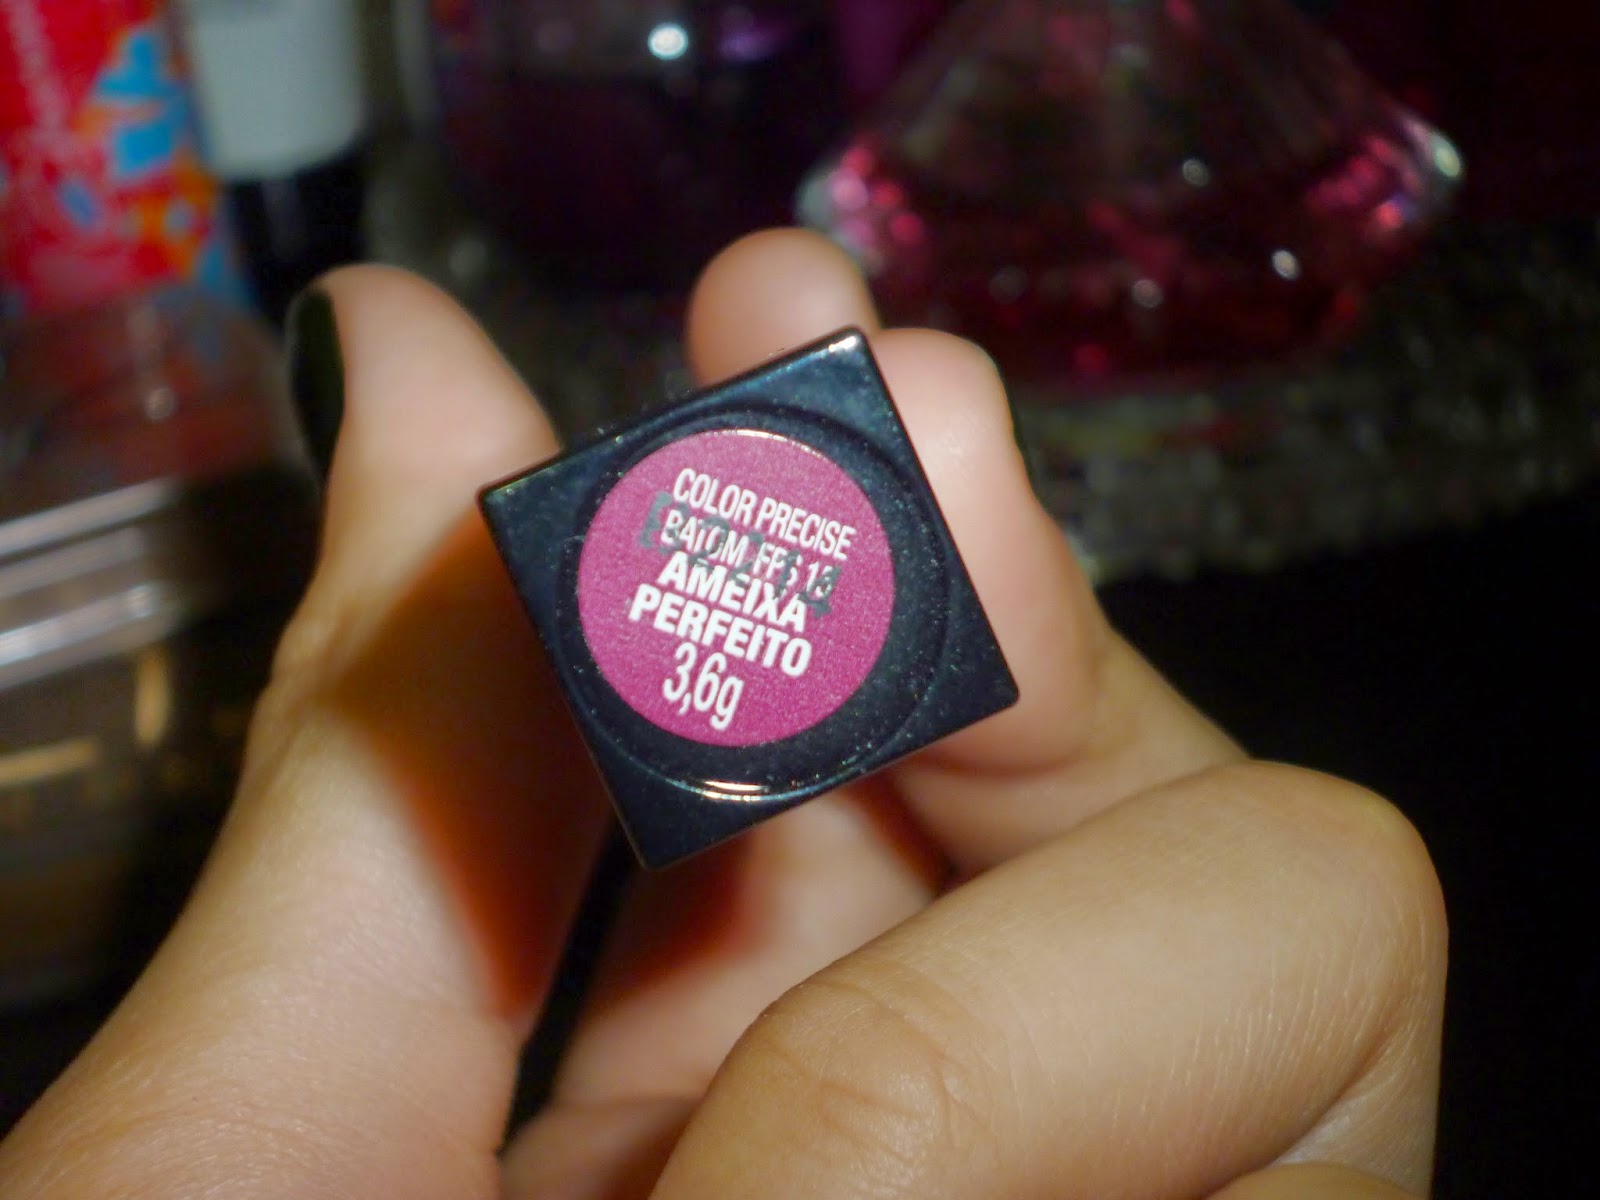 COLOR PRECISE
BATOM FPS 15
AMEIXA
PERFEITO
3,6g